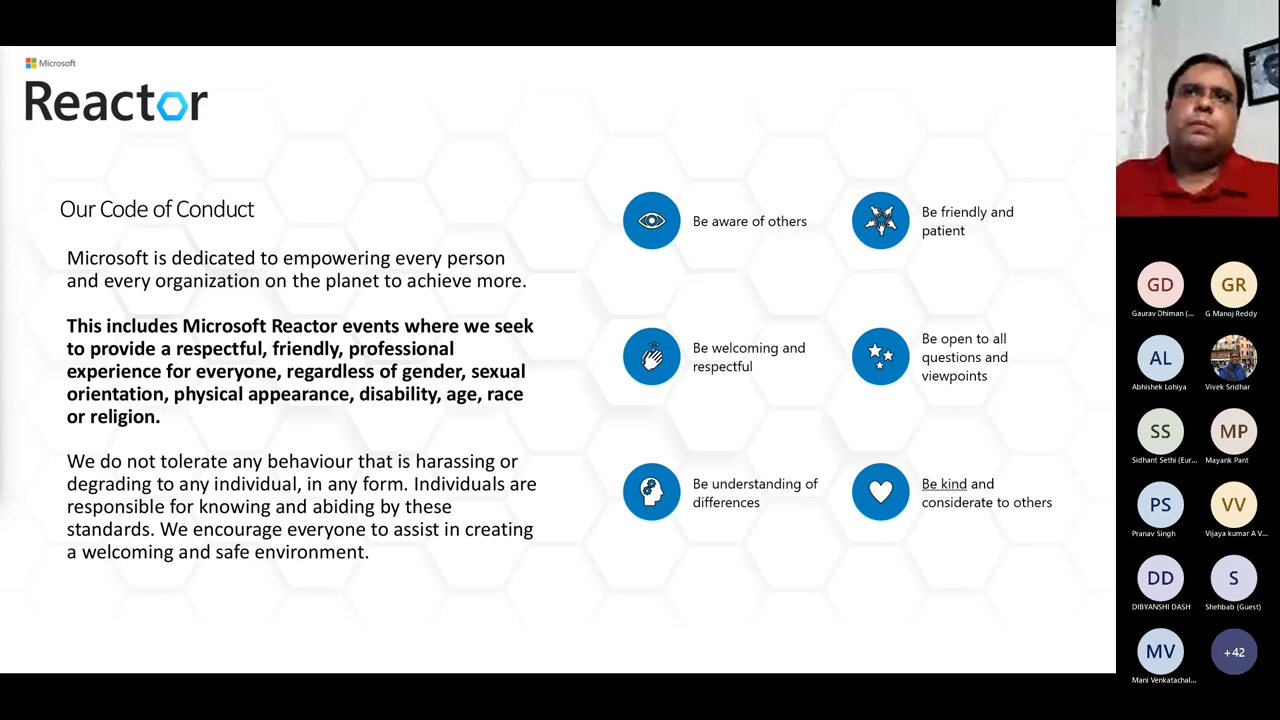 Microsoft
Reactor
Our Code of Conduct
Microsoft is dedicated to empowering every person
and every organization on the planet to achieve more.
This includes Microsoft Reactor events where we seek
to provide a respectful, friendly, professional
experience for everyone, regardless of gender, sexual
orientation, physical appearance, disability, age, race
or religion.
We do not tolerate any behaviour that is harassing or
degrading to any individual, in any form. Individuals are
responsible for knowing and abiding by these
standards. We encourage everyone to assist in creating
a welcoming and safe environment.
Be aware of others
Be friendly and
patient
Be welcoming and
respectful
Be open to all
questions and
viewpoints
Be understanding of
differences
Be kind and
considerate to others
GD
Gaurav Dhiman (...
GR
G Manoj Reddy
AL
Abhishek Lohiya
Vivek Sridhar
SS
Sidhant Sethi (Eur...
MP
Mayank Pant
PS
Pranav Singh
VV
Vijaya kumar A V...
DD
DIBYANSHI DASH
S
Shehbab (Guest)
MV
Mani Venkatachal...
+42